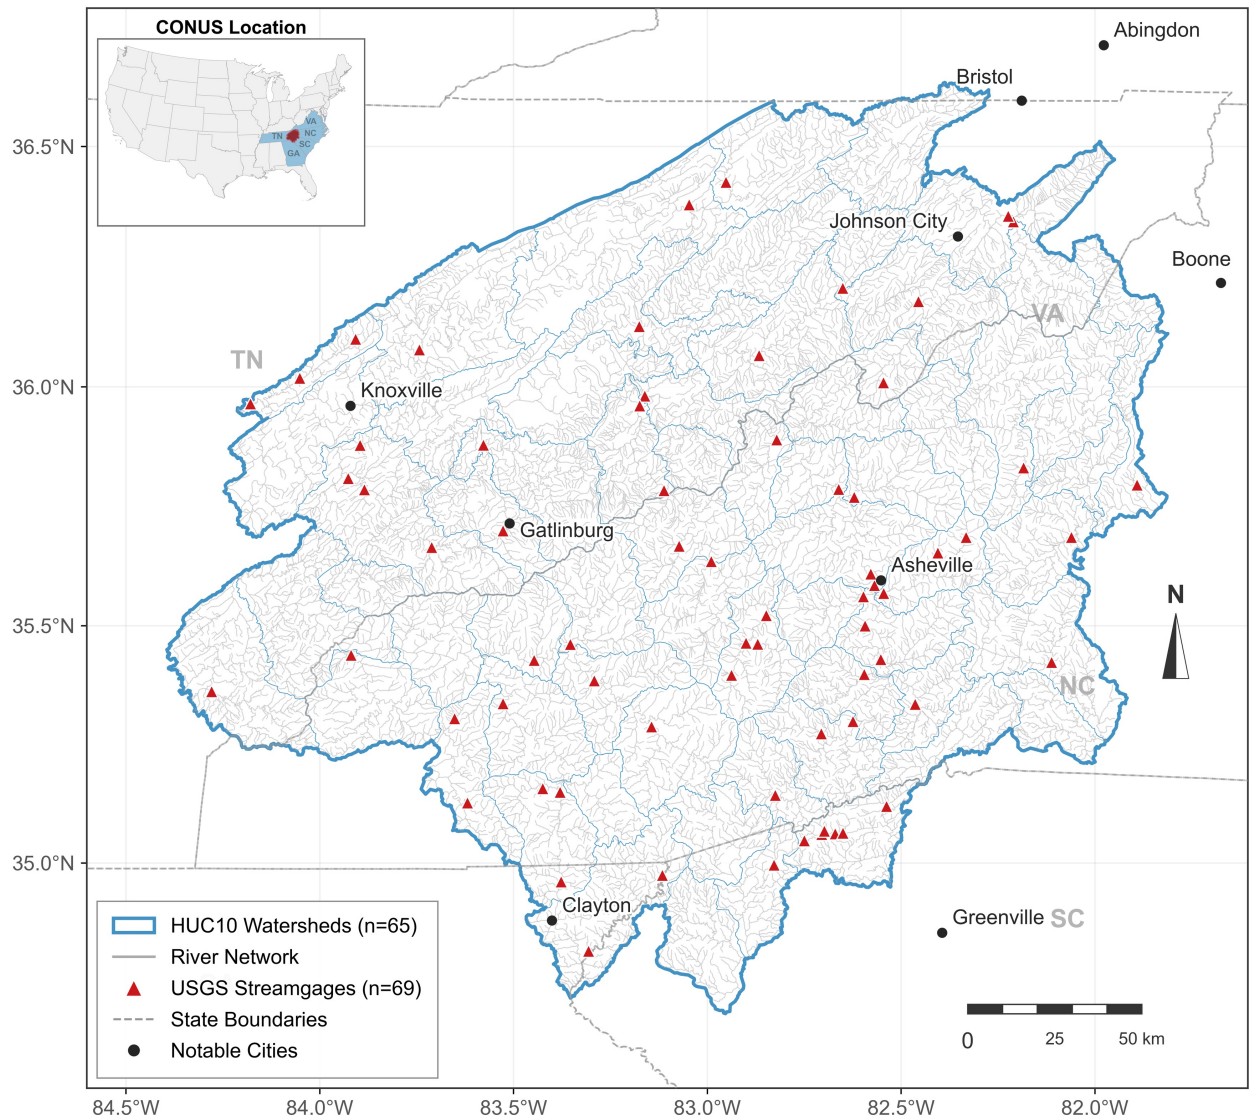 CONUS Location
VA
TN
NC
SC
GA
Abingdon
Bristol
36.5°N
Johnson City
Boone
VA
TN
36.0°N
Knoxville
Gatlinburg
Asheville
N
35.5°N
NC
35.0°N
Clayton
Greenville
SC
HUC10 Watersheds (n=65)
River Network
USGS Streamgages (n=69)
State Boundaries
Notable Cities
0
25
50 km
84.5°W
84.0°W
83.5°W
83.0°W
82.5°W
82.0°W